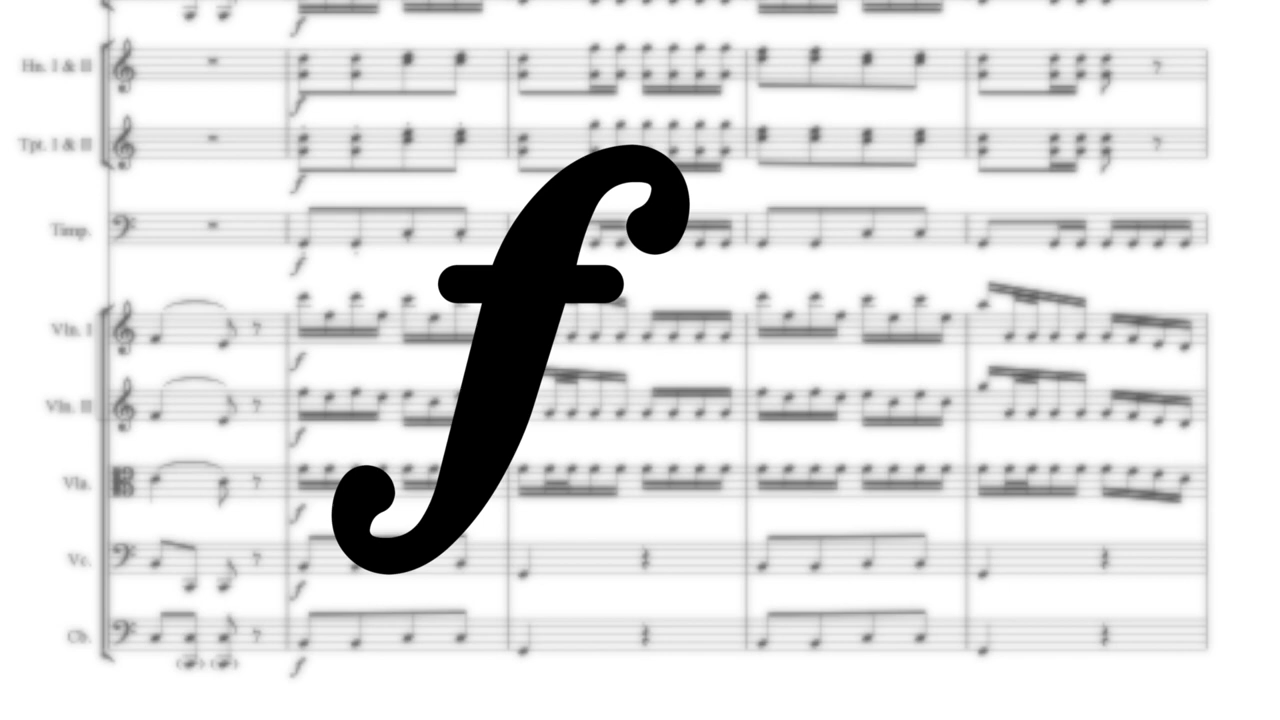 f
Hn. I & II
f
Tpt. I & II
f
f
Timp.
f
Vln. I
f
Vln. II
f
Vla.
f
Vc.
f
Cb.
f